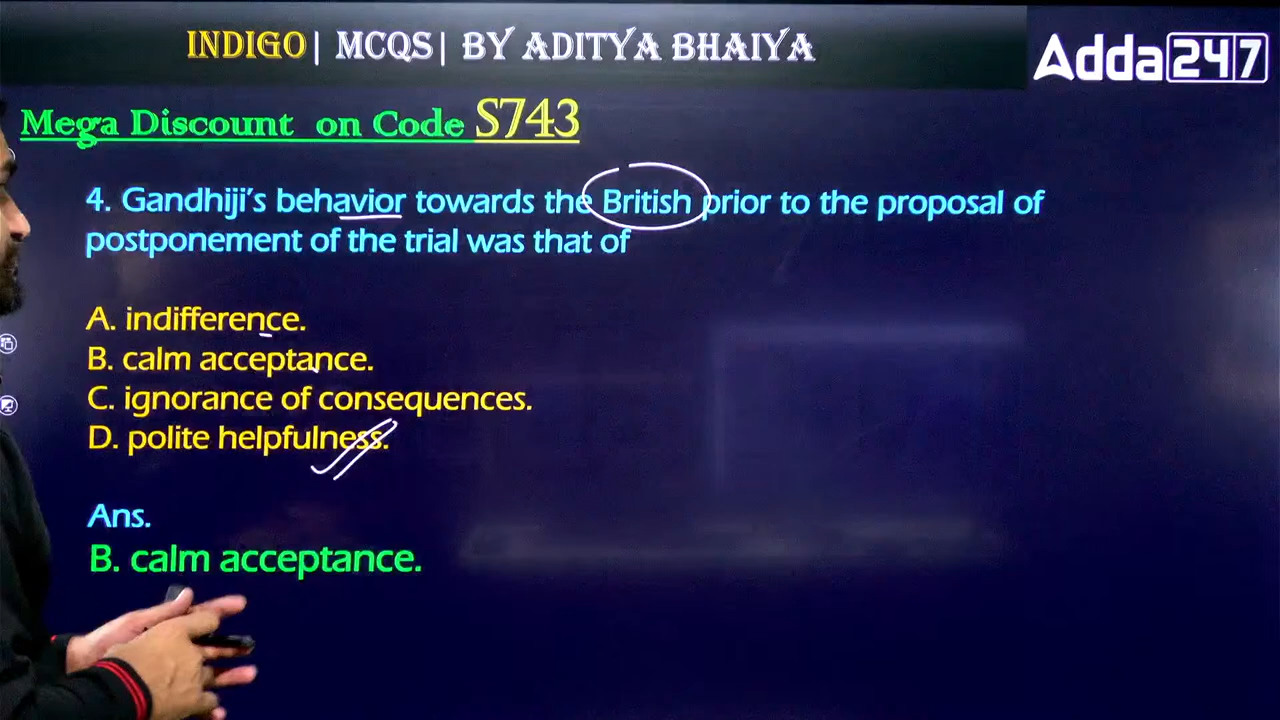 INDIGO| MCQS| BY ADITYA BHAIYA
Adda247
Mega Discount on Code S743
4. Gandhiji's behavior towards the British prior to the proposal of
postponement of the trial was that of
A. indifference.
B. calm acceptance.
C. ignorance of consequences.
D. polite helpfulness.
Ans.
B. calm acceptance.